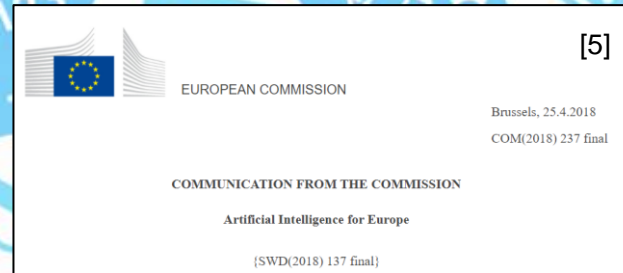 [5]
EUROPEAN COMMISSION
Brussels, 25.4.2018
COM(2018) 237 final
COMMUNICATION FROM THE COMMISSION
Artificial Intelligence for Europe
{SWD(2018) 137 final}